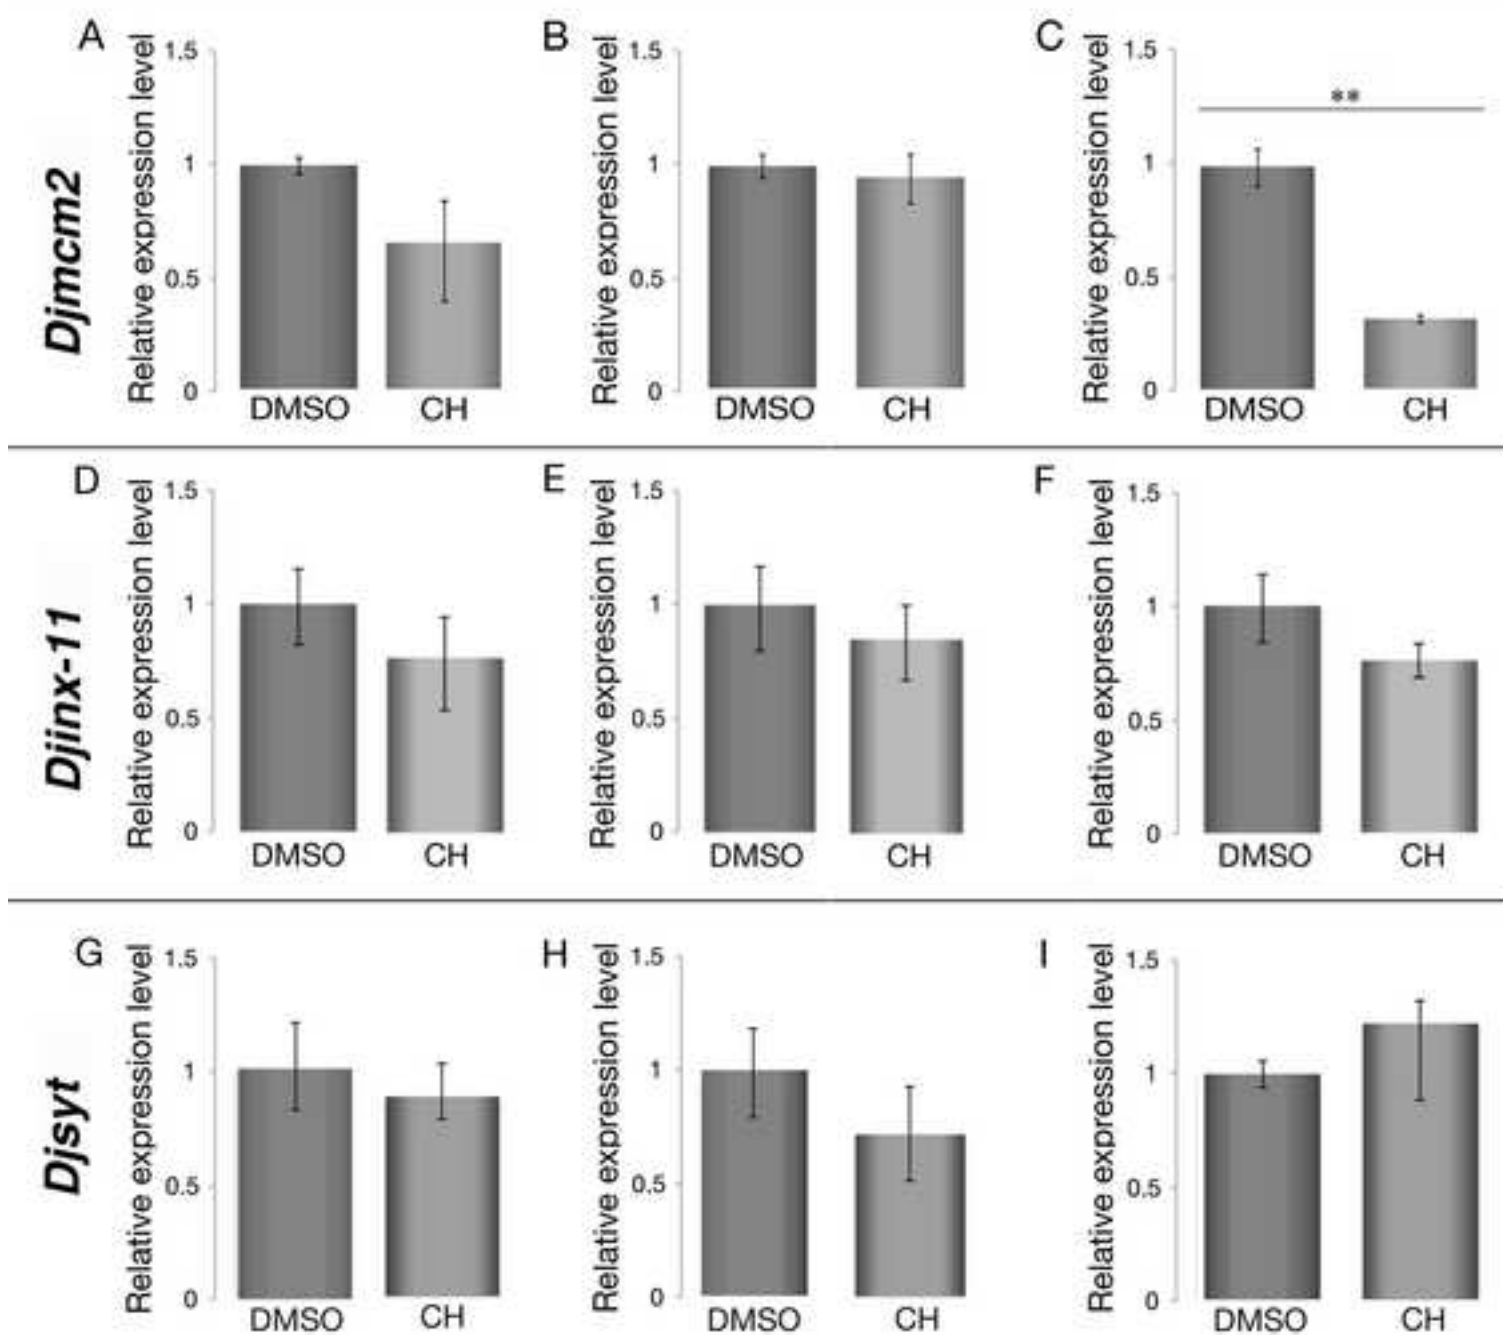 A
B
C
Djmcm2
Relative expression level
1.5
1
0.5
0
DMSO
CH
Relative expression level
1.5
1
0.5
0
DMSO
CH
Relative expression level
1.5
1
0.5
0
**
DMSO
CH
D
E
F
Djinx-11
Relative expression level
1.5
1
0.5
0
DMSO
CH
Relative expression level
1.5
1
0.5
0
DMSO
CH
Relative expression level
1.5
1
0.5
0
DMSO
CH
G
H
I
Djsyt
Relative expression level
1.5
1
0.5
0
DMSO
CH
Relative expression level
1.5
1
0.5
0
DMSO
CH
Relative expression level
1.5
1
0.5
0
DMSO
CH